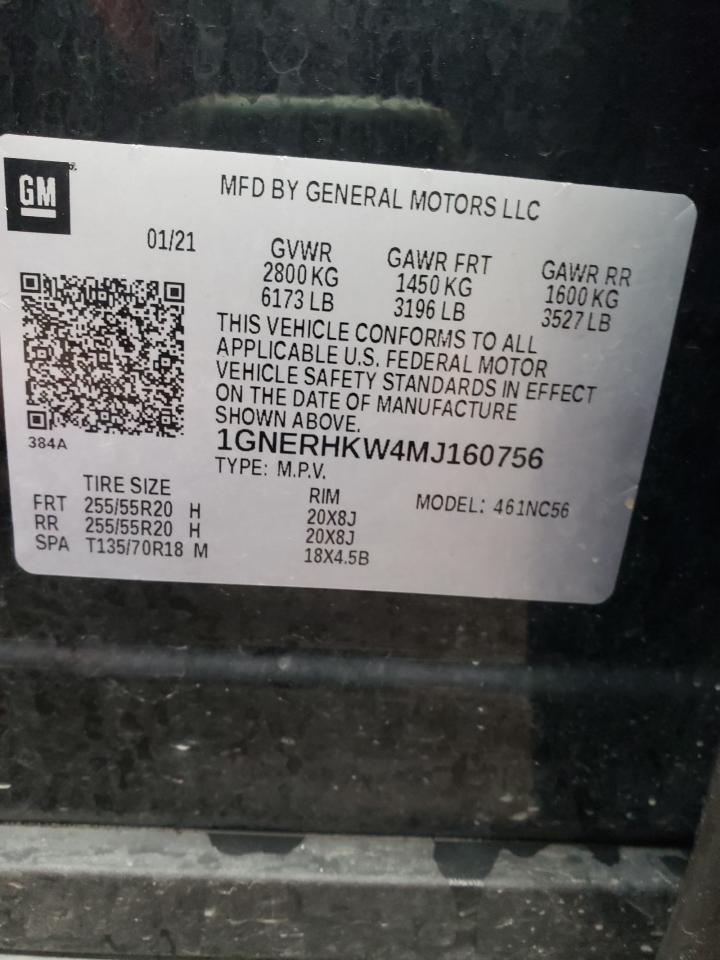 GM
MFD BY GENERAL MOTORS LLC
01/21
GVWR
2800 KG
6173 LB
GAWR FRT
1450 KG
3196 LB
GAWR RR
1600 KG
3527 LB
THIS VEHICLE CONFORMS TO ALL
APPLICABLE U.S. FEDERAL MOTOR
VEHICLE SAFETY STANDARDS IN EFFECT
ON THE DATE OF MANUFACTURE
SHOWN ABOVE.
384A
1GNERHKW4MJ160756
TYPE: M.P.V.
MODEL: 461NC56
TIRE SIZE RIM
FRT 255/55R20 H 20X8J
RR 255/55R20 H 20X8J
SPA T135/70R18 M 18X4.5B